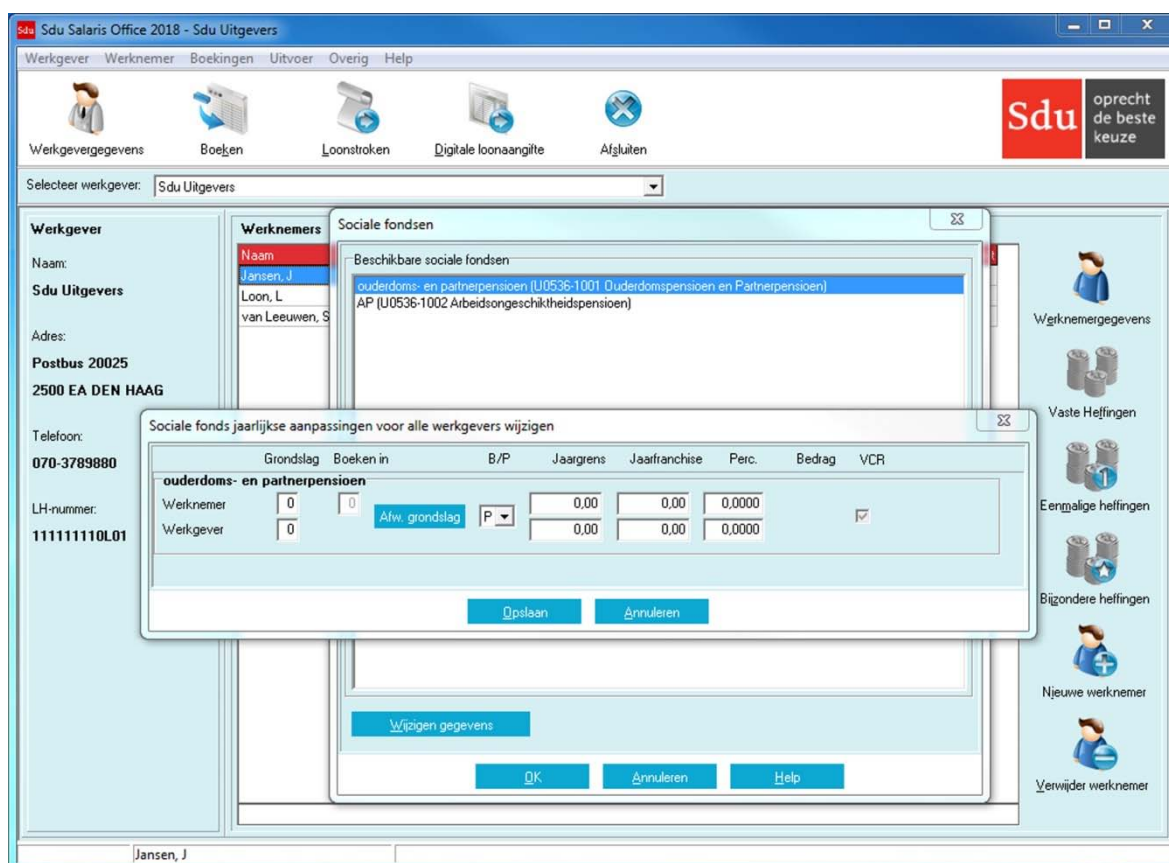 Sdu Salaris Office 2018 - Sdu Uitgevers
Werkgever Werknemer Boekingen Uitvoer Overig Help
Werkgevergegevens Boeken Loonstroken Digitale loonaangifte Afsluiten
Sdu oprecht
de beste
keuze
Selecteer werkgever: Sdu Uitgevers
Werkgever
Naam:
Sdu Uitgevers
Adres:
Postbus 20025
2500 EA DEN HAAG
Telefoon:
070-3789880
LH-nummer:
111111110L01
Werknemers
Naam
Jansen, J
Loon, L
van Leeuwen, S
Sociale fondsen
Beschikbare sociale fondsen
ouderdoms- en partnerpensioen (U0536-1001 Ouderdomspensioen en Partnerpensioen)
AP (U0536-1002 Arbeidsongeschiktheidspensioen)
Sociale fonds jaarlijkse aanpassingen voor alle werkgevers wijzigen
Grondslag Boeken in B/P Jaargrens Jaarfranchise Perc. Bedrag VCR
ouderdoms- en partnerpensioen
Werknemer 0 0 Afw. grondslag P 0,00 0,00 0,0000
Werkgever 0 0,00 0,00 0,0000
Opslaan Annuleren
Wijzigen gegevens
OK Annuleren Help
Werknemergegevens
Vaste Heffingen
Eenmalige heffingen
Bijzondere heffingen
Nieuwe werknemer
Verwijder werknemer
Jansen, J